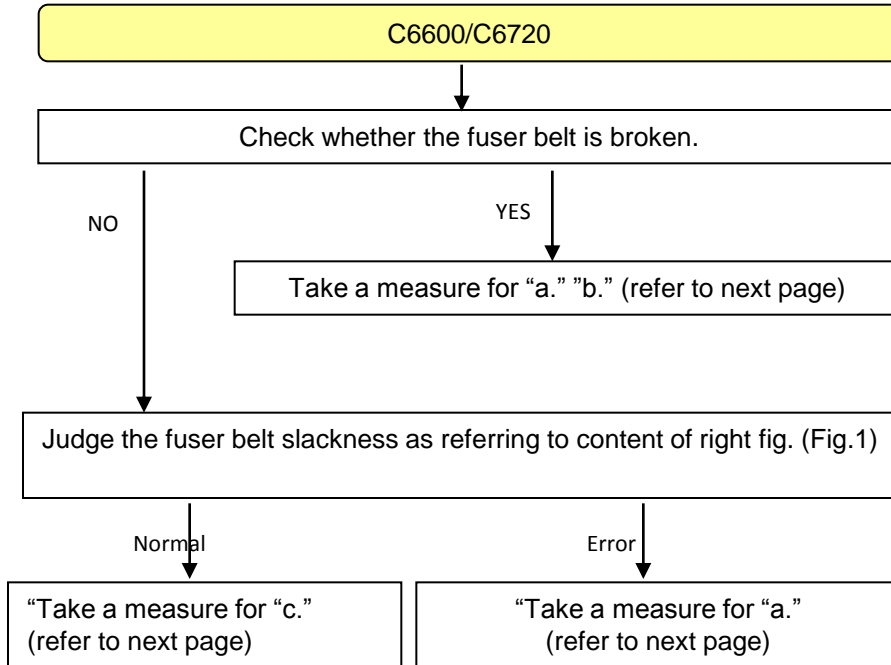 C6600/C6720
Check whether the fuser belt is broken.
NO
YES
Take a measure for “a.” ”b.” (refer to next page)
Judge the fuser belt slackness as referring to content of right fig. (Fig.1)
Normal
Error
“Take a measure for “c.”
(refer to next page)
“Take a measure for “a.”
(refer to next page)